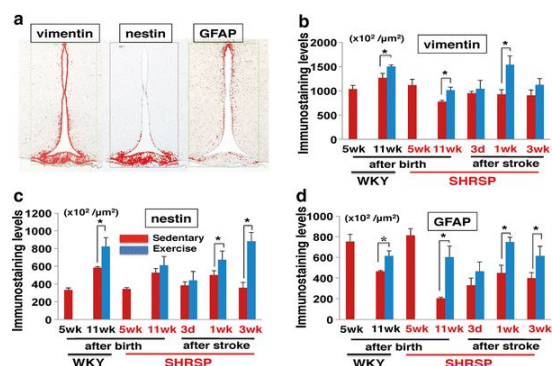 a
vimentin nestin GFAP
b
(x10² /µm²)
vimentin
Immunostaining levels
2000
1500
1000
500
0
* * *
5wk 11wk 5wk 11wk 3d 1wk 3wk
after birth after stroke
WKY SHRSP
c
(x10² /µm²)
nestin
Immunostaining levels
1200
1000
800
600
400
200
0
Sedentary
Exercise
* * *
5wk 11wk 5wk 11wk 3d 1wk 3wk
after birth after stroke
WKY SHRSP
d
(x10² /µm²)
GFAP
Immunostaining levels
1000
800
600
400
200
0
* * * *
5wk 11wk 5wk 11wk 3d 1wk 3wk
after birth after stroke
WKY SHRSP